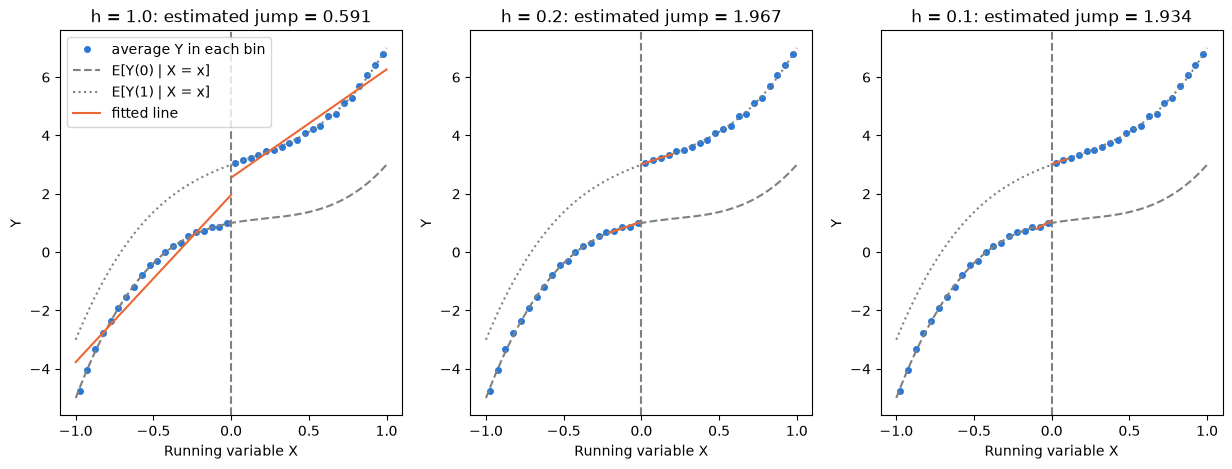 h = 1.0: estimated jump = 0.591
average Y in each bin
E[Y(0) | X = x]
E[Y(1) | X = x]
fitted line
Y
6
4
2
0
−2
−4
−1.0 −0.5 0.0 0.5 1.0
Running variable X
h = 0.2: estimated jump = 1.967
Y
6
4
2
0
−2
−4
−1.0 −0.5 0.0 0.5 1.0
Running variable X
h = 0.1: estimated jump = 1.934
Y
6
4
2
0
−2
−4
−1.0 −0.5 0.0 0.5 1.0
Running variable X